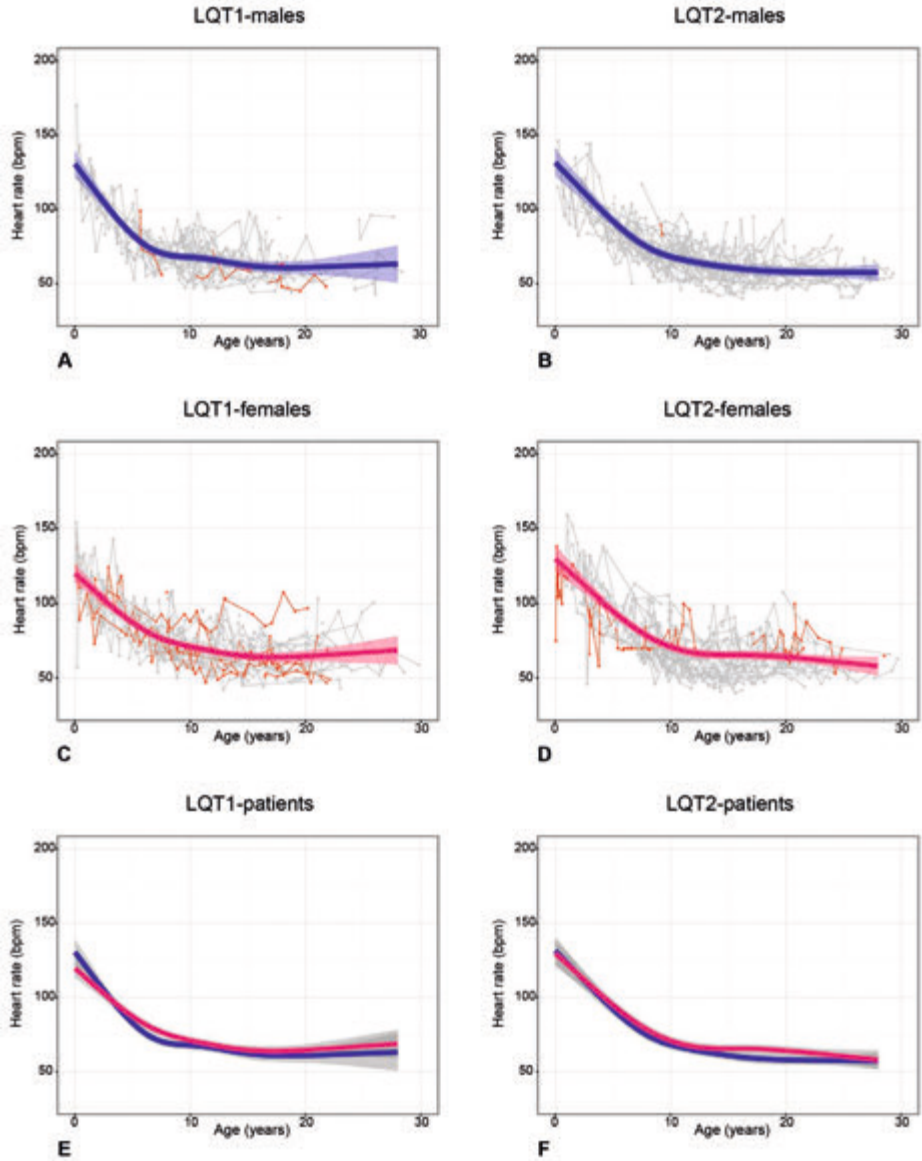 LQT1-males
200
150
100
50
Heart rate (bpm)
0 10 20 30
Age (years)
A
LQT2-males
200
150
100
50
Heart rate (bpm)
0 10 20 30
Age (years)
B
LQT1-females
200
150
100
50
Heart rate (bpm)
0 10 20 30
Age (years)
C
LQT2-females
200
150
100
50
Heart rate (bpm)
0 10 20 30
Age (years)
D
LQT1-patients
200
150
100
50
Heart rate (bpm)
0 10 20 30
Age (years)
E
LQT2-patients
200
150
100
50
Heart rate (bpm)
0 10 20 30
Age (years)
F